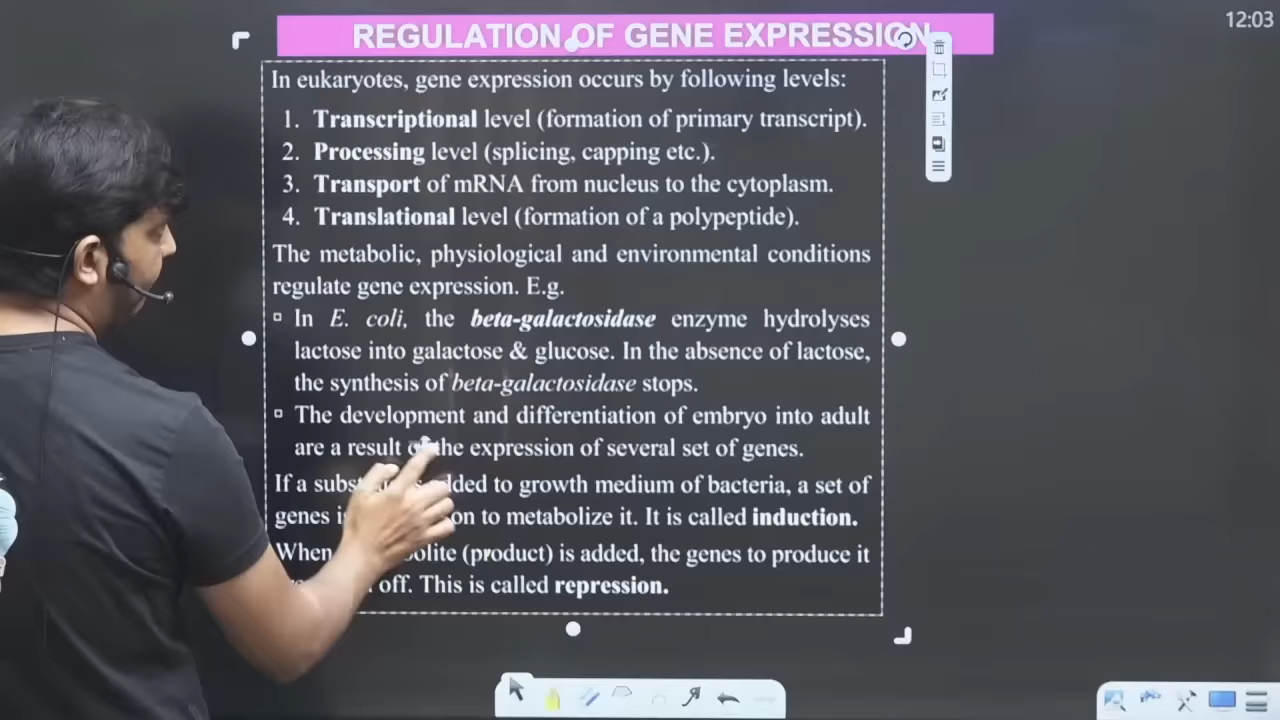 12:03
REGULATION OF GENE EXPRESSION
In eukaryotes, gene expression occurs by following levels:
1. Transcriptional level (formation of primary transcript).
2. Processing level (splicing, capping etc.).
3. Transport of mRNA from nucleus to the cytoplasm.
4. Translational level (formation of a polypeptide).
The metabolic, physiological and environmental conditions
regulate gene expression. E.g.
▫ In E. coli, the beta-galactosidase enzyme hydrolyses
lactose into galactose & glucose. In the absence of lactose,
the synthesis of beta-galactosidase stops.
▫ The development and differentiation of embryo into adult
are a result of the expression of several set of genes.
If a added to growth medium of bacteria, a set of
genes on to metabolize it. It is called induction.
When (product) is added, the genes to produce it
off. This is called repression.